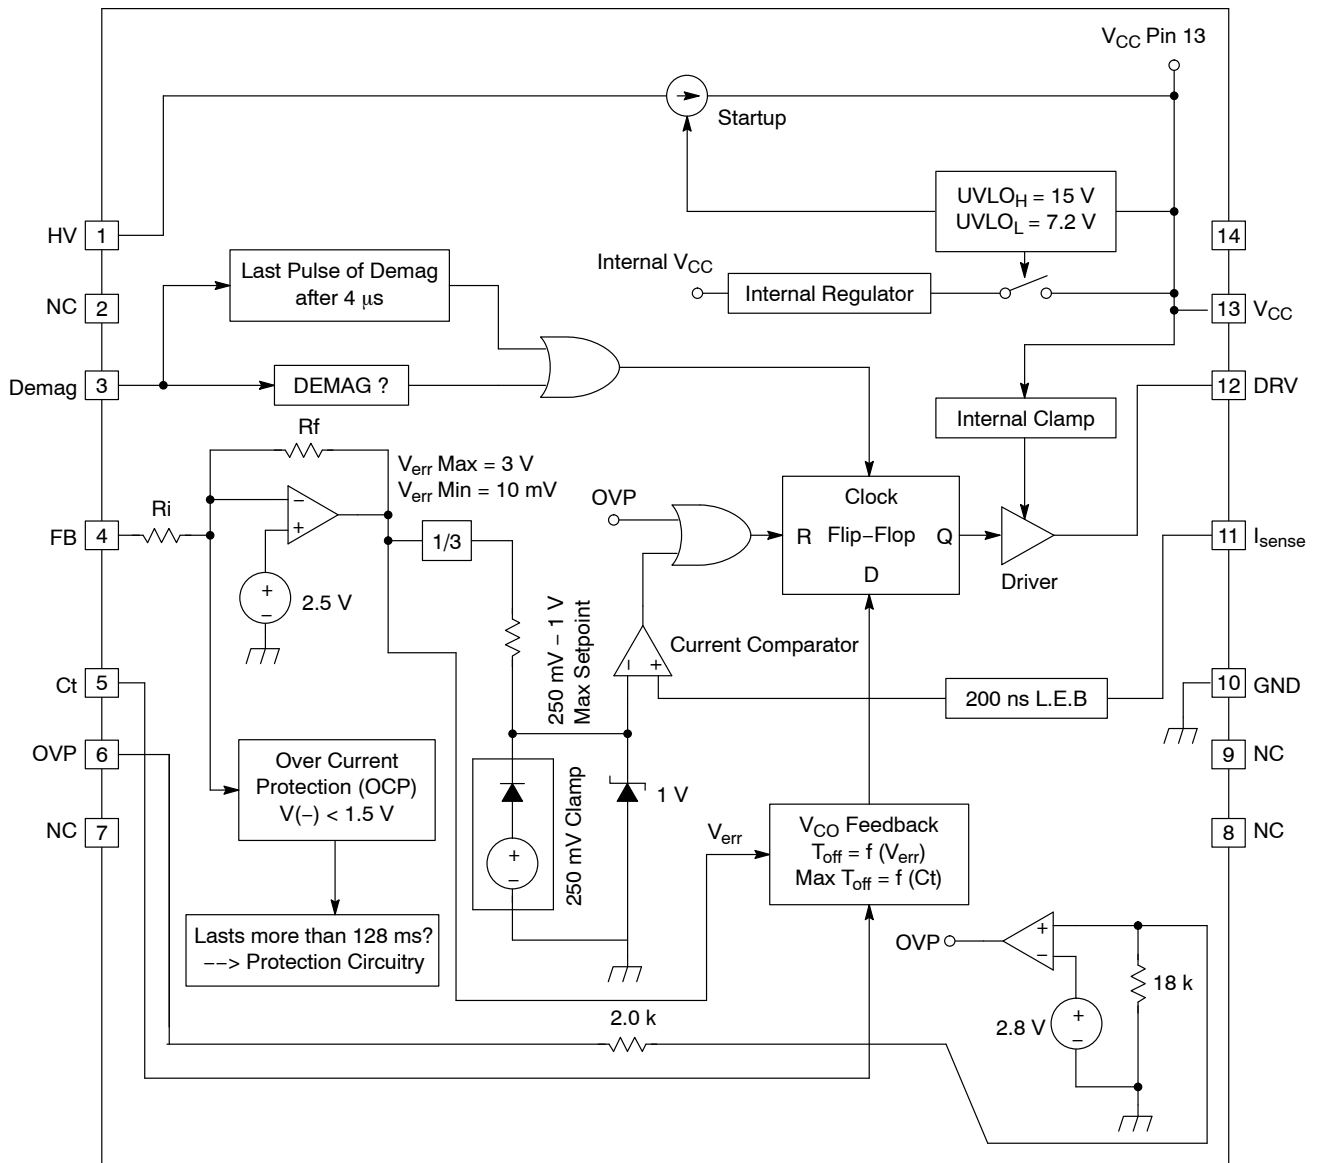 V_CC Pin 13
Startup
UVLO_H = 15 V
UVLO_L = 7.2 V
HV
1
14
Last Pulse of Demag
after 4 μs
Internal V_CC
Internal Regulator
NC
2
13
V_CC
Demag
3
DEMAG ?
12
DRV
Internal Clamp
Rf
V_err Max = 3 V
V_err Min = 10 mV
−
+
Ri
FB
4
1/3
OVP
Clock
R
Flip−Flop
Q
D
Driver
11
I_sense
+
−
2.5 V
250 mV − 1 V
Max Setpoint
Current Comparator
−
+
Ct
5
200 ns L.E.B
10
GND
OVP
6
Over Current
Protection (OCP)
V(−) < 1.5 V
9
NC
1 V
250 mV Clamp
+
−
NC
7
V_err
V_CO Feedback
T_off = f (V_err)
Max T_off = f (Ct)
8
NC
Lasts more than 128 ms?
−−> Protection Circuitry
OVP
+
−
18 k
2.8 V
+
−
2.0 k